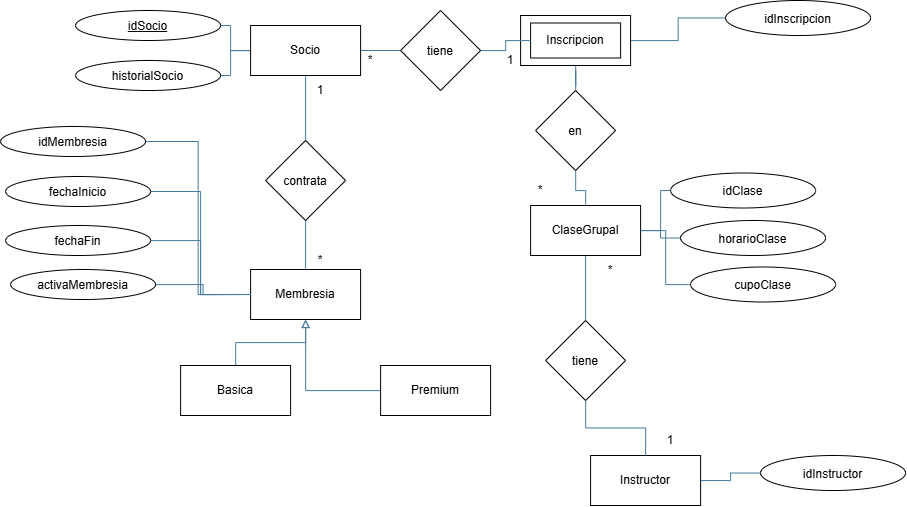 idSocio
historialSocio
Socio
*
tiene
1
Inscripcion
idInscripcion
1
contrata
*
idMembresia
fechaInicio
fechaFin
activaMembresia
Membresia
Basica
Premium
en
*
ClaseGrupal
*
idClase
horarioClase
cupoClase
tiene
1
Instructor
idInstructor